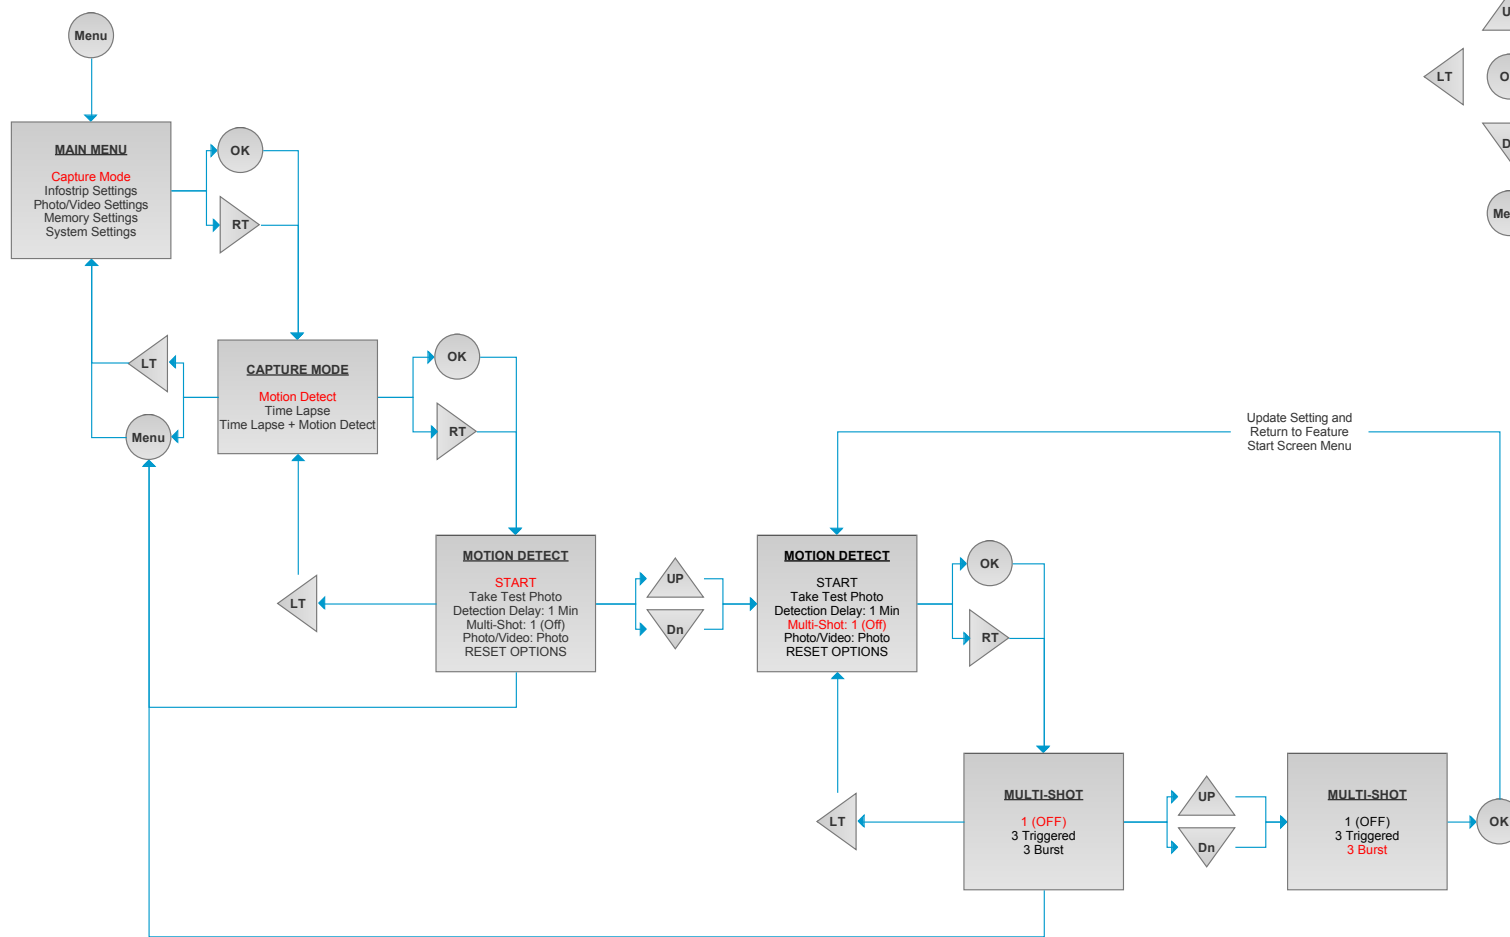 Menu
U
LT
O
D
Me
MAIN MENU
Capture Mode
Infostrip Settings
Photo/Video Settings
Memory Settings
System Settings
OK
RT
LT
Menu
CAPTURE MODE
Motion Detect
Time Lapse
Time Lapse + Motion Detect
OK
RT
Update Setting and
Return to Feature
Start Screen Menu
LT
MOTION DETECT
START
Take Test Photo
Detection Delay: 1 Min
Multi-Shot: 1 (Off)
Photo/Video: Photo
RESET OPTIONS
UP
Dn
MOTION DETECT
START
Take Test Photo
Detection Delay: 1 Min
Multi-Shot: 1 (Off)
Photo/Video: Photo
RESET OPTIONS
OK
RT
LT
MULTI-SHOT
1 (OFF)
3 Triggered
3 Burst
UP
Dn
MULTI-SHOT
1 (OFF)
3 Triggered
3 Burst
OK